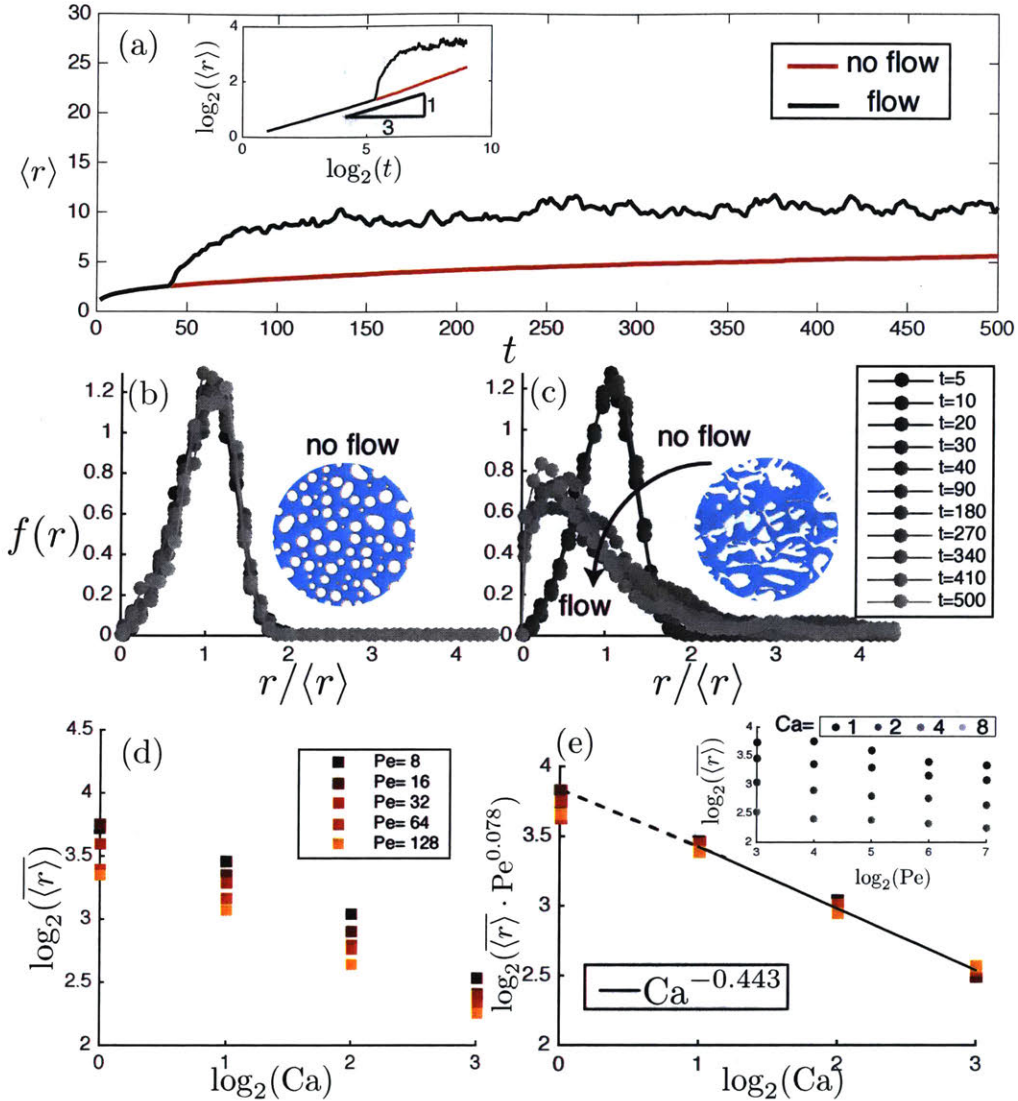 (a)
30
25
20
15
10
5
0
⟨r⟩
0 50 100 150 200 250 300 350 400 450 500
t
4
2
0
log₂(⟨r⟩)
0 5 10
log₂(t)
1
3
no flow
flow
(b)
1.2
1
0.8
0.6
0.4
0.2
0
f(r)
no flow
0 1 2 3 4
r/⟨r⟩
(c)
1.2
1
0.8
0.6
0.4
0.2
0
no flow
flow
0 1 2 3 4
r/⟨r⟩
t=5
t=10
t=20
t=30
t=40
t=90
t=180
t=270
t=340
t=410
t=500
(d)
4.5
4
3.5
3
2.5
2
log₂(⟨r⟩)
Pe= 8
Pe= 16
Pe= 32
Pe= 64
Pe= 128
0 1 2 3
log₂(Ca)
(e)
4.5
4
3.5
3
2.5
2
log₂(⟨r⟩ · Pe^0.078)
Ca= 1 2 4 8
4
3.5
3
2.5
2
log₂(⟨r⟩)
3 4 5 6 7
log₂(Pe)
Ca^−0.443
0 1 2 3
log₂(Ca)